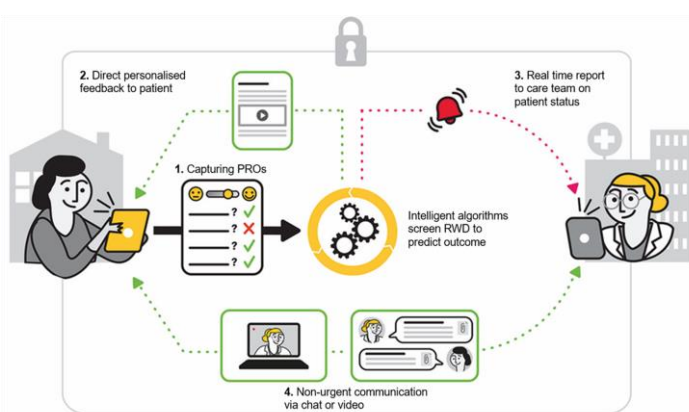 2. Direct personalised
feedback to patient
3. Real time report
to care team on
patient status
1. Capturing PROs
?
?
?
?
Intelligent algorithms
screen RWD to
predict outcome
4. Non-urgent communication
via chat or video